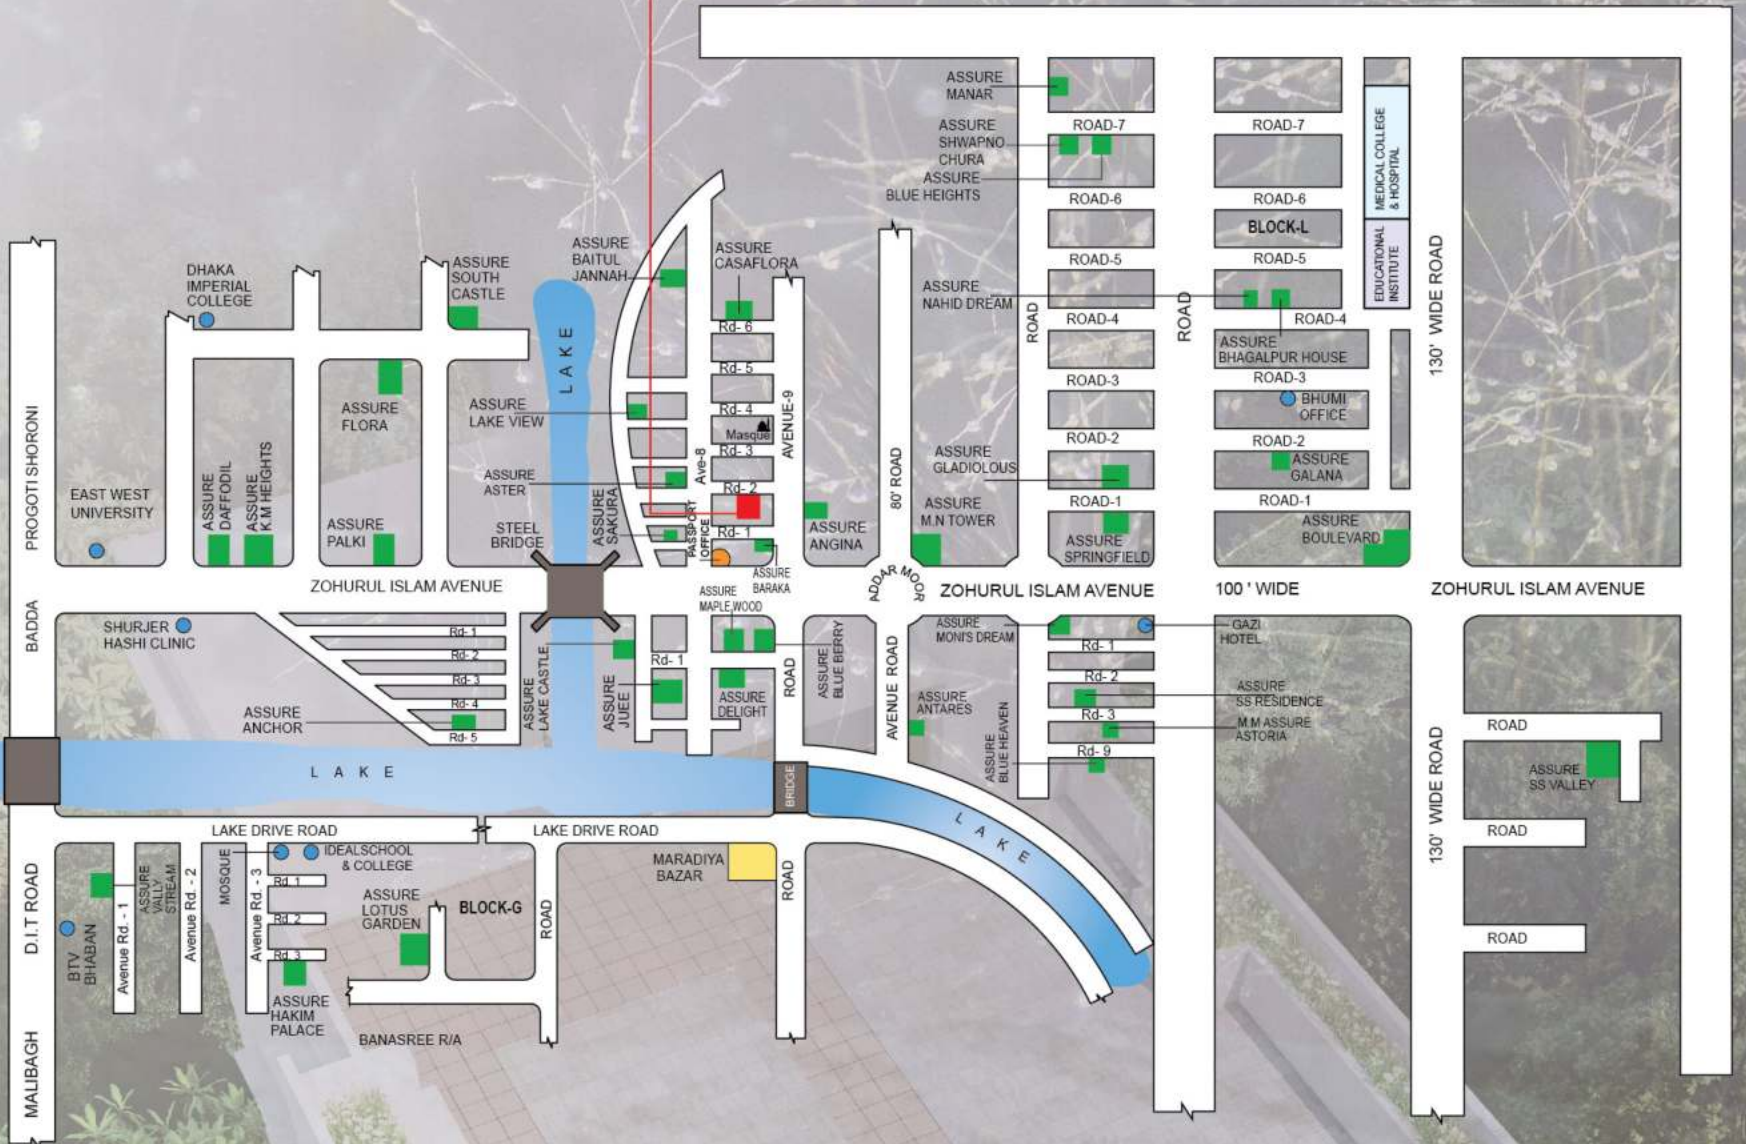 ASSURE
MANAR
ROAD-7
ROAD-7
ASSURE
SHWAPNO
CHURA
ASSURE
BLUE HEIGHTS
ROAD-6
ROAD-6
MEDICAL COLLEGE
& HOSPITAL
BLOCK-L
EDUCATIONAL
INSTITUTE
130' WIDE ROAD
ROAD-5
ROAD-5
ASSURE
NAHID DREAM
ROAD
ROAD
ROAD-4
ROAD-4
ASSURE
BHAGALPUR HOUSE
ROAD-3
ROAD-3
BHUMI
OFFICE
ROAD-2
ROAD-2
ASSURE
GLADIOLOUS
ASSURE
GALANA
ROAD-1
ROAD-1
ASSURE
M.N TOWER
ASSURE
SPRINGFIELD
ASSURE
BOULEVARD
80' ROAD
DHAKA
IMPERIAL
COLLEGE
ASSURE
SOUTH
CASTLE
ASSURE
BAITUL
JANNAH
ASSURE
CASAFLORA
LAKE
Rd- 6
Rd- 5
Rd- 4
Masque
Rd- 3
Rd- 2
Rd- 1
AVENUE-9
Ave-8
PASSPORT
OFFICE
ASSURE
FLORA
ASSURE
LAKE VIEW
ASSURE
ASTER
ASSURE
SAKURA
STEEL
BRIDGE
PROGOTI SHORONI
EAST WEST
UNIVERSITY
ASSURE
DAFFODIL
ASSURE
K.M HEIGHTS
ASSURE
PALKI
ASSURE
ANGINA
ASSURE
BARAKA
ADDAR MOOR
ZOHURUL ISLAM AVENUE
ZOHURUL ISLAM AVENUE
100 ' WIDE
ZOHURUL ISLAM AVENUE
BADDA
SHURJER
HASHI CLINIC
Rd- 1
Rd- 2
Rd- 3
Rd- 4
Rd- 5
ASSURE
ANCHOR
ASSURE
LAKE CASTLE
ASSURE
JUEE
Rd- 1
ASSURE
MAPLE WOOD
ASSURE
DELIGHT
ROAD
ASSURE
BLUE BERRY
AVENUE ROAD
ASSURE
ANTARES
ASSURE
MONI'S DREAM
GAZI
HOTEL
Rd- 1
Rd- 2
ASSURE
SS RESIDENCE
Rd- 3
M.M ASSURE
ASTORIA
Rd- 9
ASSURE
BLUE HEAVEN
130' WIDE ROAD
ROAD
ASSURE
SS VALLEY
ROAD
ROAD
LAKE
BRIDGE
LAKE
LAKE DRIVE ROAD
LAKE DRIVE ROAD
D.I.T ROAD
MALIBAGH
BTV
BHABAN
Avenue Rd. - 1
ASSURE
VALLY
STREAM
Avenue Rd. - 2
MOSQUE
Avenue Rd. - 3
IDEALSCHOOL
& COLLEGE
Rd. 1
Rd. 2
Rd. 3
ASSURE
HAKIM
PALACE
ASSURE
LOTUS
GARDEN
BLOCK-G
ROAD
MARADIYA
BAZAR
ROAD
BANASREE R/A